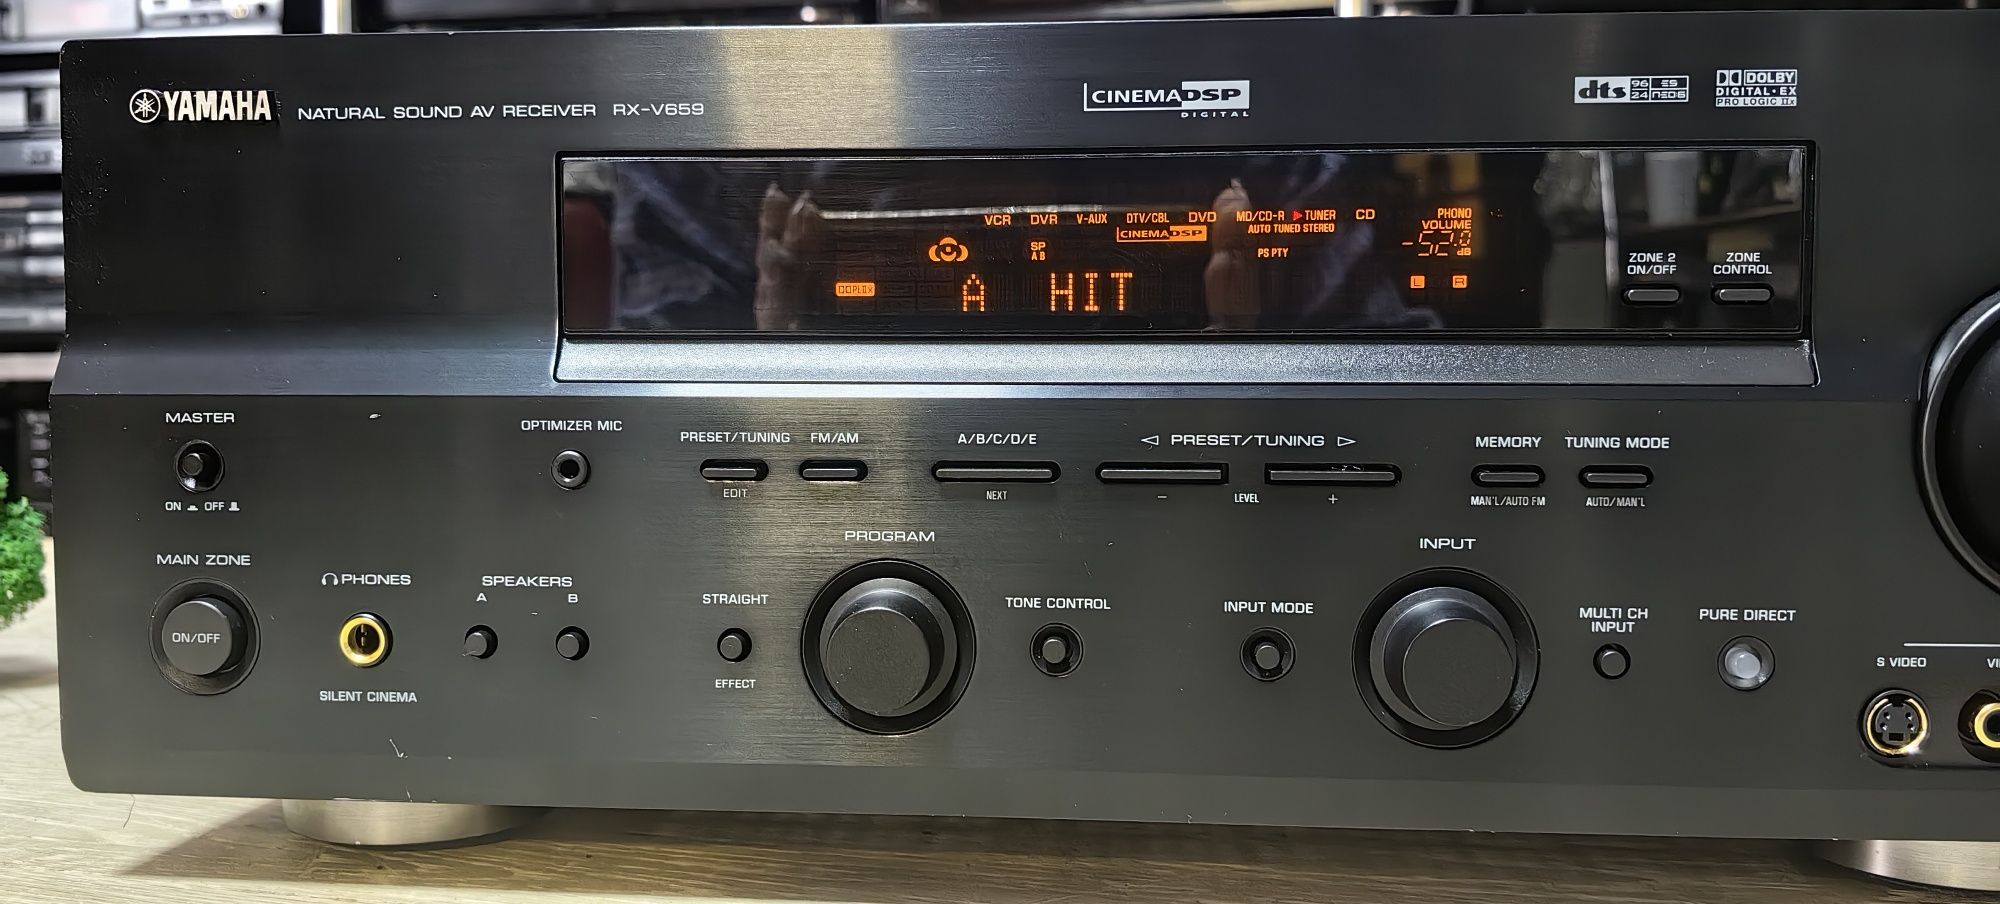 YAMAHA NATURAL SOUND AV RECEIVER RX-V659
CINEMA DSP
DIGITAL
dts 96 24 ES NEO:6
DOLBY
DIGITAL·EX
PRO LOGIC IIx
VCR DVR V-AUX DTV/CBL DVD MD/CD-R TUNER CD PHONO
CINEMA DSP AUTO TUNED STEREO VOLUME
SP
A B
PS PTY
-52.0
dB
PLIIx
A HIT
L R
ZONE 2
ON/OFF
ZONE
CONTROL
MASTER
ON OFF
OPTIMIZER MIC
PRESET/TUNING
EDIT
FM/AM
A/B/C/D/E
NEXT
◁ PRESET/TUNING ▷
– LEVEL +
MEMORY
MAN'L/AUTO FM
TUNING MODE
AUTO/MAN'L
MAIN ZONE
ON/OFF
PHONES
SILENT CINEMA
SPEAKERS
A B
STRAIGHT
EFFECT
PROGRAM
TONE CONTROL
INPUT MODE
INPUT
MULTI CH
INPUT
PURE DIRECT
S VIDEO